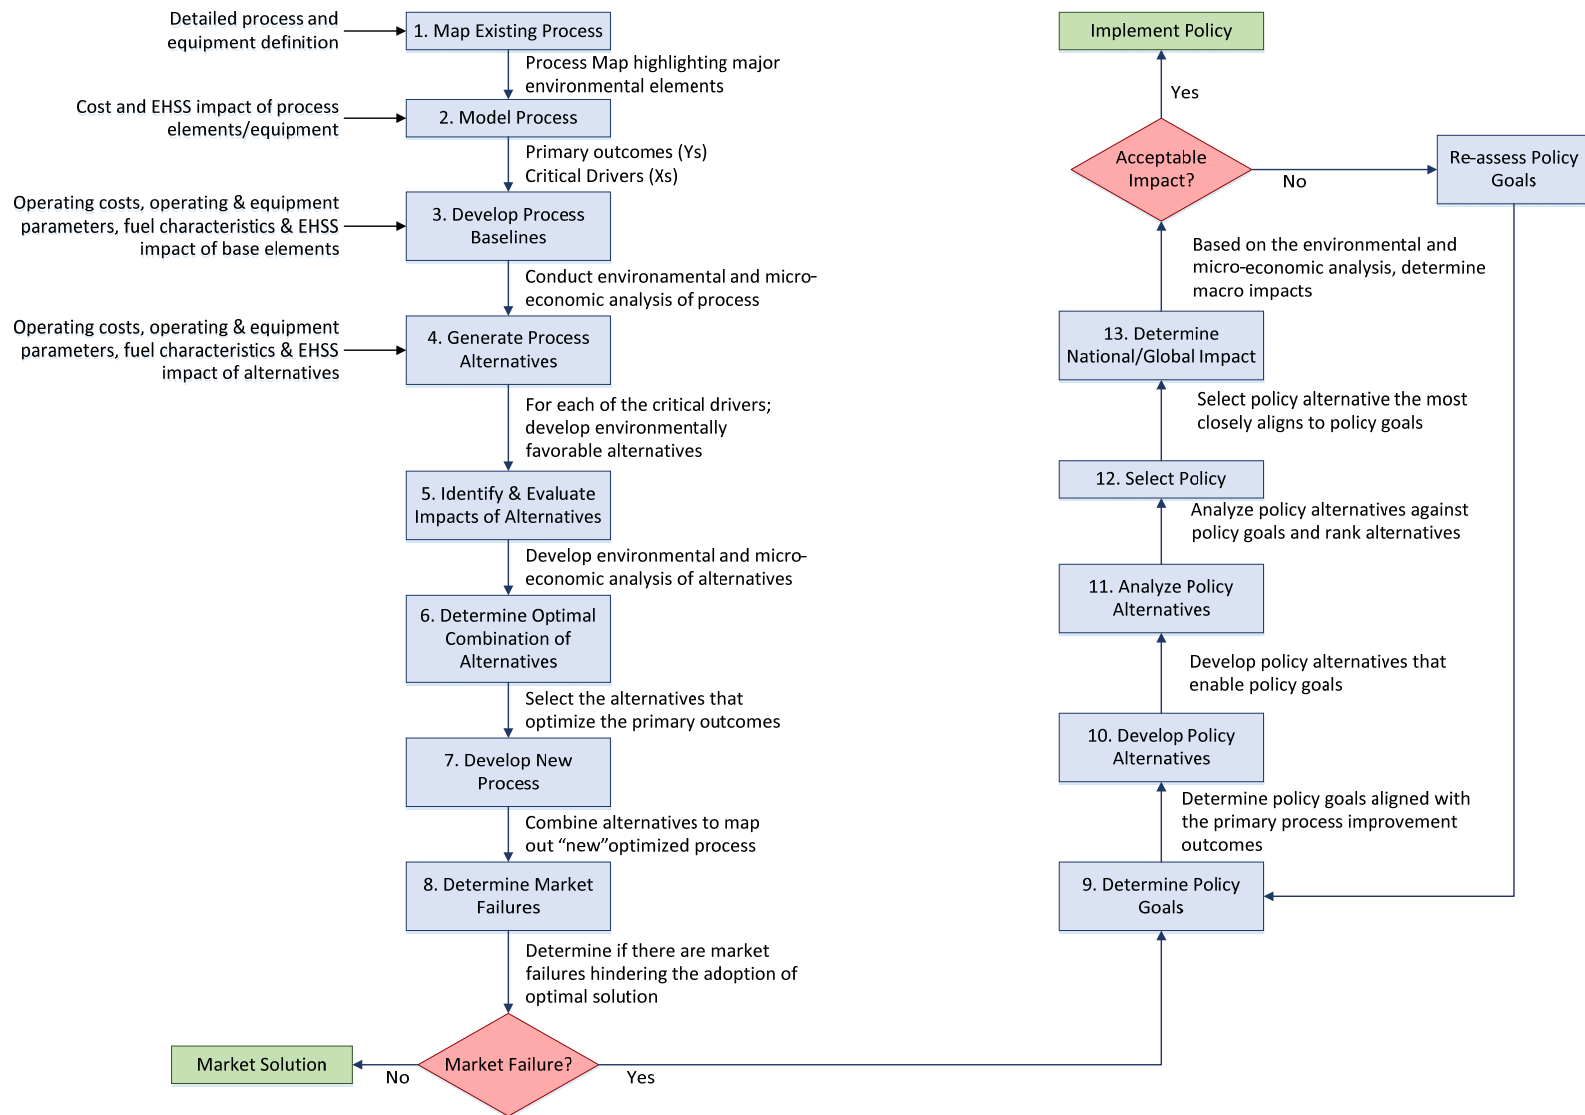 Detailed process and
equipment definition
1. Map Existing Process
Process Map highlighting major
environmental elements
Cost and EHSS impact of process
elements/equipment
2. Model Process
Primary outcomes (Ys)
Critical Drivers (Xs)
Operating costs, operating & equipment
parameters, fuel characteristics & EHSS
impact of base elements
3. Develop Process
Baselines
Conduct environamental and micro-
economic analysis of process
Operating costs, operating & equipment
parameters, fuel characteristics & EHSS
impact of alternatives
4. Generate Process
Alternatives
For each of the critical drivers;
develop environmentally
favorable alternatives
5. Identify & Evaluate
Impacts of Alternatives
Develop environmental and micro-
economic analysis of alternatives
6. Determine Optimal
Combination of
Alternatives
Select the alternatives that
optimize the primary outcomes
7. Develop New
Process
Combine alternatives to map
out “new”optimized process
8. Determine Market
Failures
Determine if there are market
failures hindering the adoption of
optimal solution
Market Failure?
No
Market Solution
Yes
9. Determine Policy
Goals
Determine policy goals aligned with
the primary process improvement
outcomes
10. Develop Policy
Alternatives
Develop policy alternatives that
enable policy goals
11. Analyze Policy
Alternatives
Analyze policy alternatives against
policy goals and rank alternatives
12. Select Policy
Select policy alternative the most
closely aligns to policy goals
13. Determine
National/Global Impact
Based on the environmental and
micro-economic analysis, determine
macro impacts
Acceptable
Impact?
Yes
Implement Policy
No
Re-assess Policy
Goals